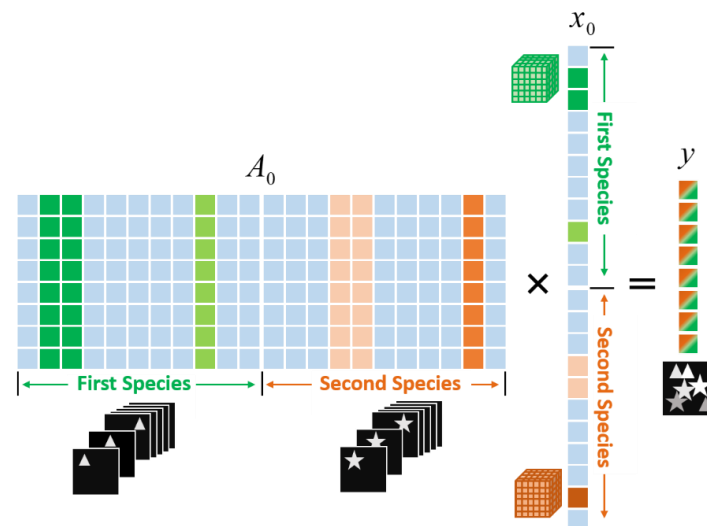 x₀
First Species
y
A₀
×
=
First Species
Second Species
Second Species